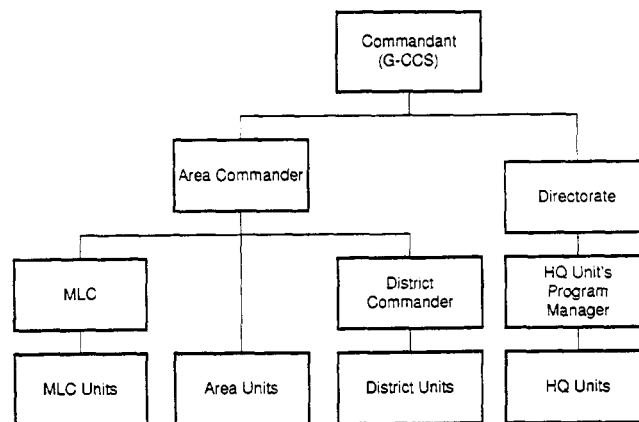 Commandant
(G-CCS)
Area Commander
Directorate
MLC
District
Commander
HQ Unit's
Program
Manager
MLC Units
Area Units
District Units
HQ Units